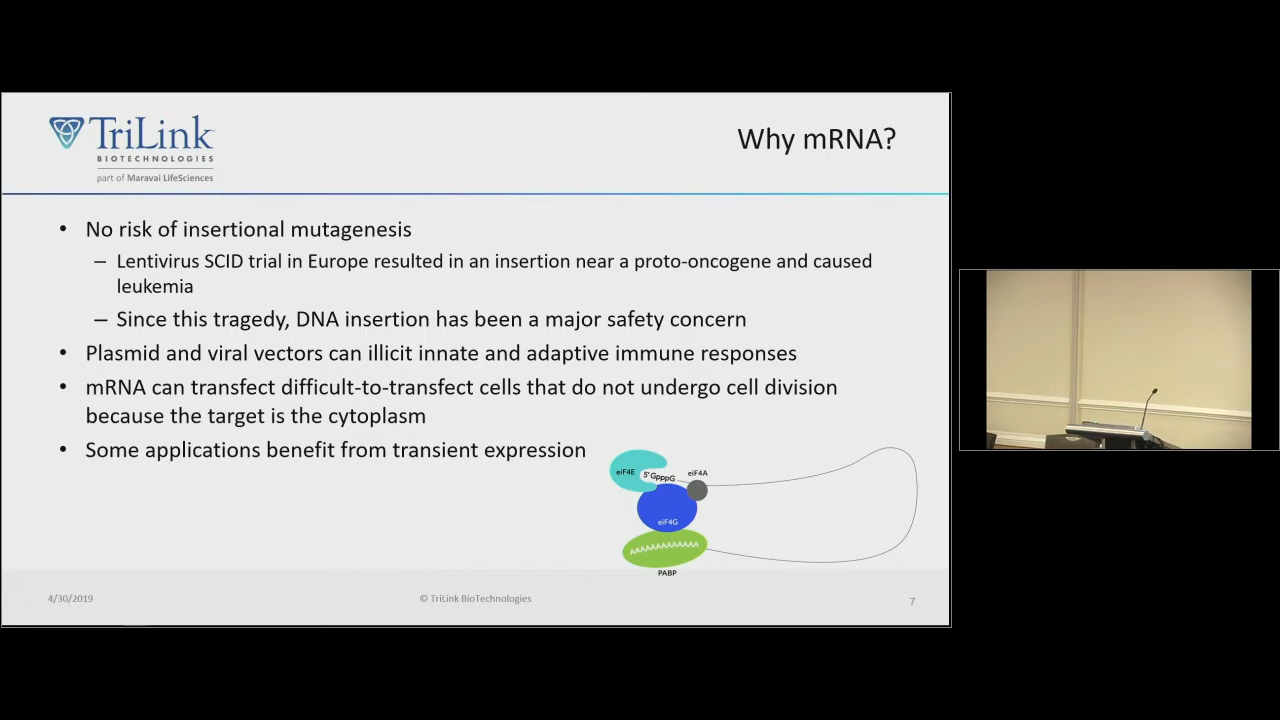 TriLink
BIOTECHNOLOGIES
part of Maravai LifeSciences
Why mRNA?
• No risk of insertional mutagenesis
– Lentivirus SCID trial in Europe resulted in an insertion near a proto-oncogene and caused
leukemia
– Since this tragedy, DNA insertion has been a major safety concern
• Plasmid and viral vectors can illicit innate and adaptive immune responses
• mRNA can transfect difficult-to-transfect cells that do not undergo cell division
because the target is the cytoplasm
• Some applications benefit from transient expression
eiF4E
5' GpppG
eiF4A
eiF4G
AAAAAAAAAAAAA
PABP
4/30/2019
© TriLink BioTechnologies
7